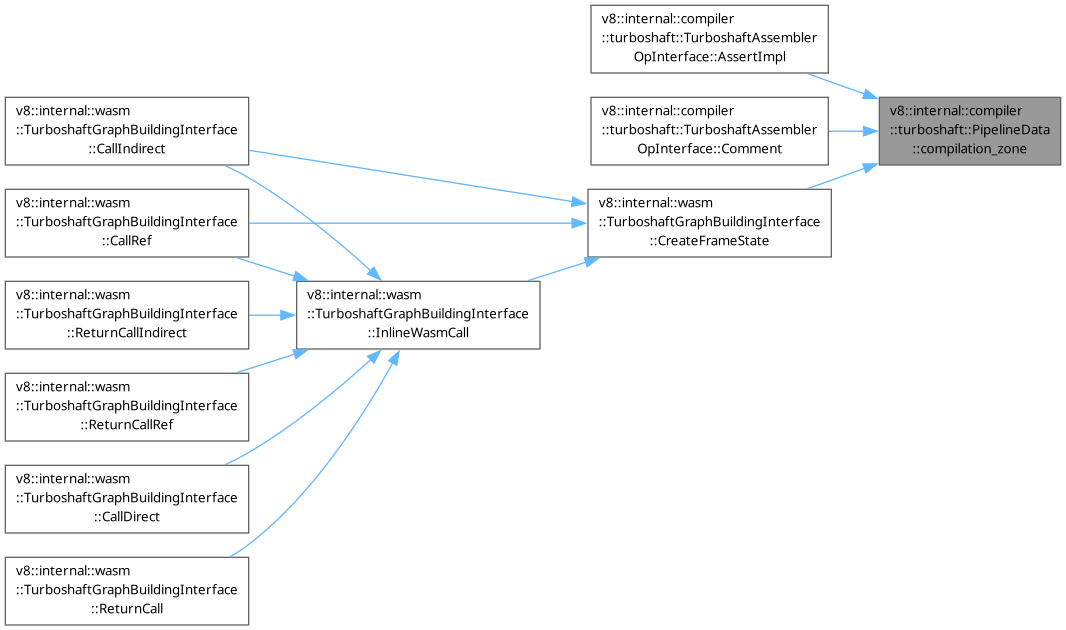 v8::internal::compiler
::turboshaft::TurboshaftAssembler
OpInterface::AssertImpl
v8::internal::wasm
::TurboshaftGraphBuildingInterface
::CallIndirect
v8::internal::compiler
::turboshaft::TurboshaftAssembler
OpInterface::Comment
v8::internal::compiler
::turboshaft::PipelineData
::compilation_zone
v8::internal::wasm
::TurboshaftGraphBuildingInterface
::CallRef
v8::internal::wasm
::TurboshaftGraphBuildingInterface
::CreateFrameState
v8::internal::wasm
::TurboshaftGraphBuildingInterface
::ReturnCallIndirect
v8::internal::wasm
::TurboshaftGraphBuildingInterface
::InlineWasmCall
v8::internal::wasm
::TurboshaftGraphBuildingInterface
::ReturnCallRef
v8::internal::wasm
::TurboshaftGraphBuildingInterface
::CallDirect
v8::internal::wasm
::TurboshaftGraphBuildingInterface
::ReturnCall